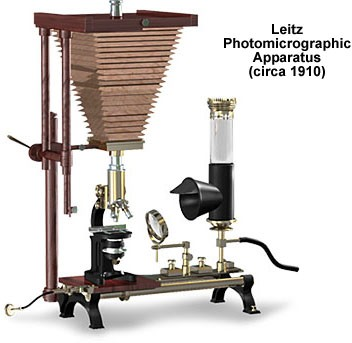 Leitz
Photomicrographic
Apparatus
(circa 1910)